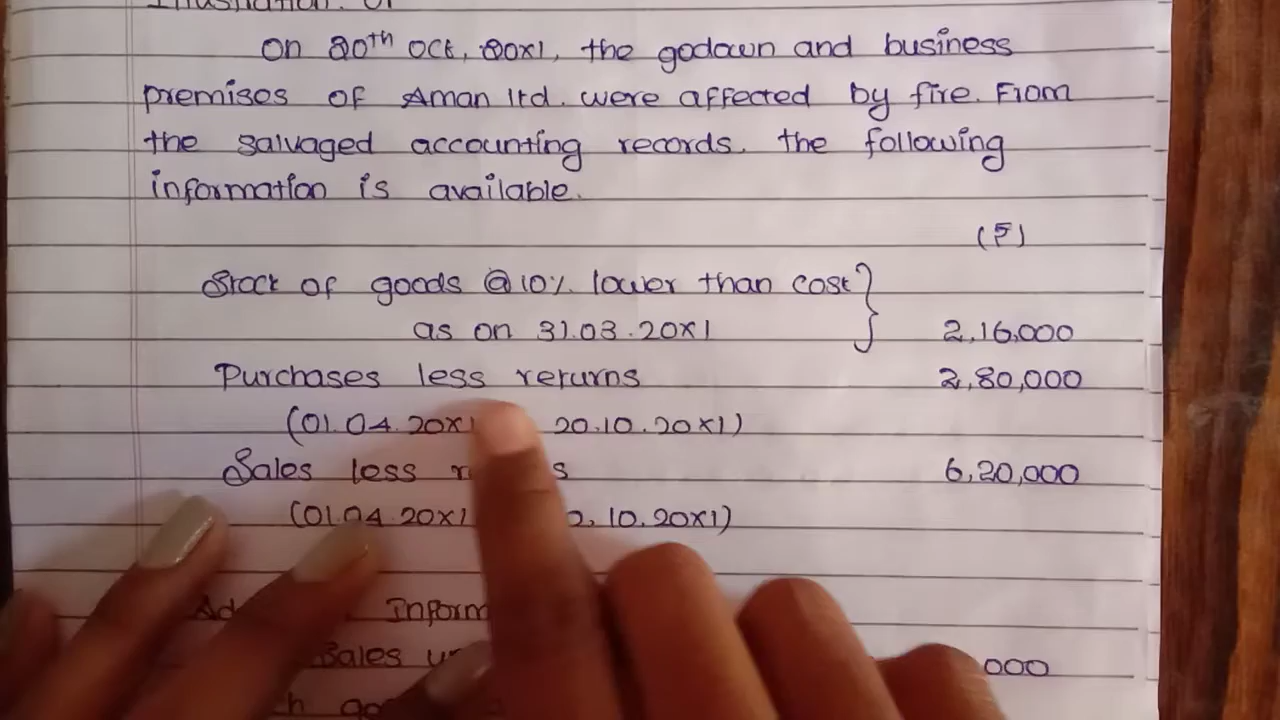 On 20th Oct, 20x1, the godown and business
premises of Aman ltd. were affected by fire. From
the salvaged accounting records, the following
information is available.
(₹)
Stock of goods @ 10% lower than cost
as on 31.03.20x1 } 2,16,000
Purchases less returns 2,80,000
(01.04.20x1 20.10.20x1)
Sales less 6,20,000
(01.04.20x1 10.20x1)
Sales 000